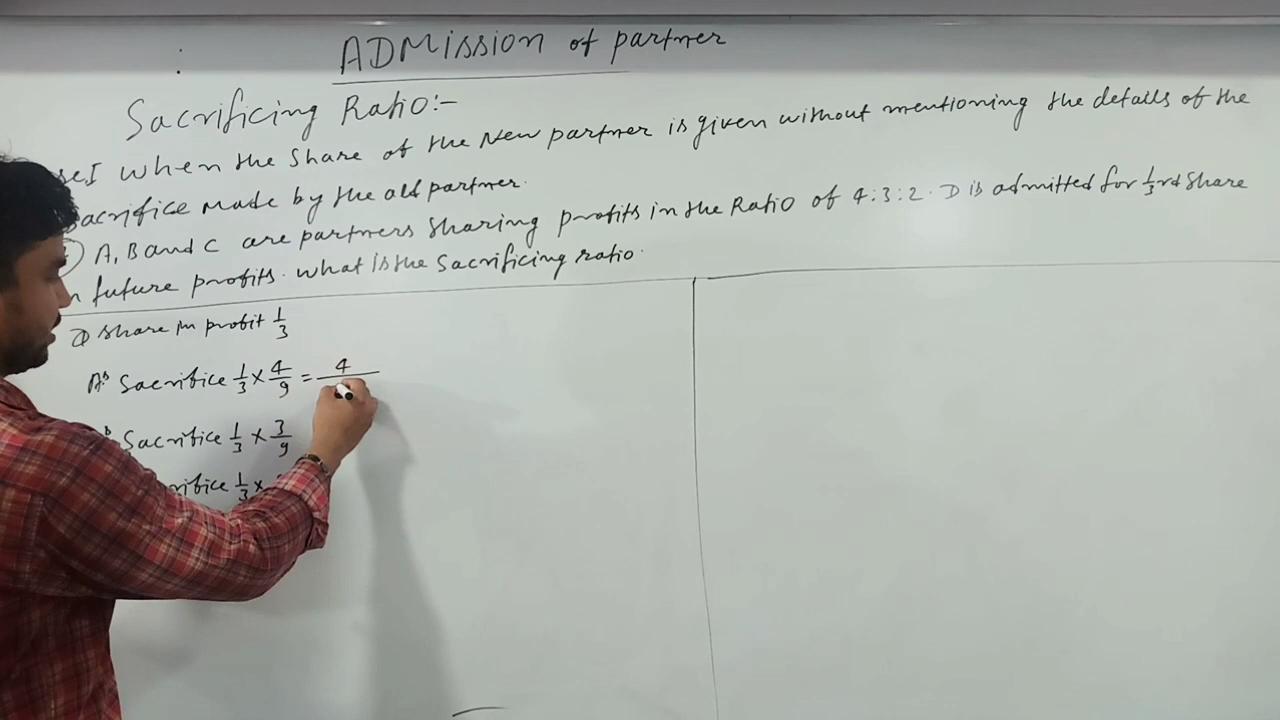 ADMission of partner
Sacrificing Ratio:-
se I when the Share of the New partner is given without mentioning the details of the
sacrifice made by the old partner.
A, B and C are partners sharing profits in the Ratio of 4:3:2. D is admitted for 1/3rd share
n future profits. what is the sacrificing ratio.
D share in profit 1/3
A's Sacrifice 1/3 × 4/9 = 4
Sacrifice 1/3 × 3/9
rifice 1/3 ×